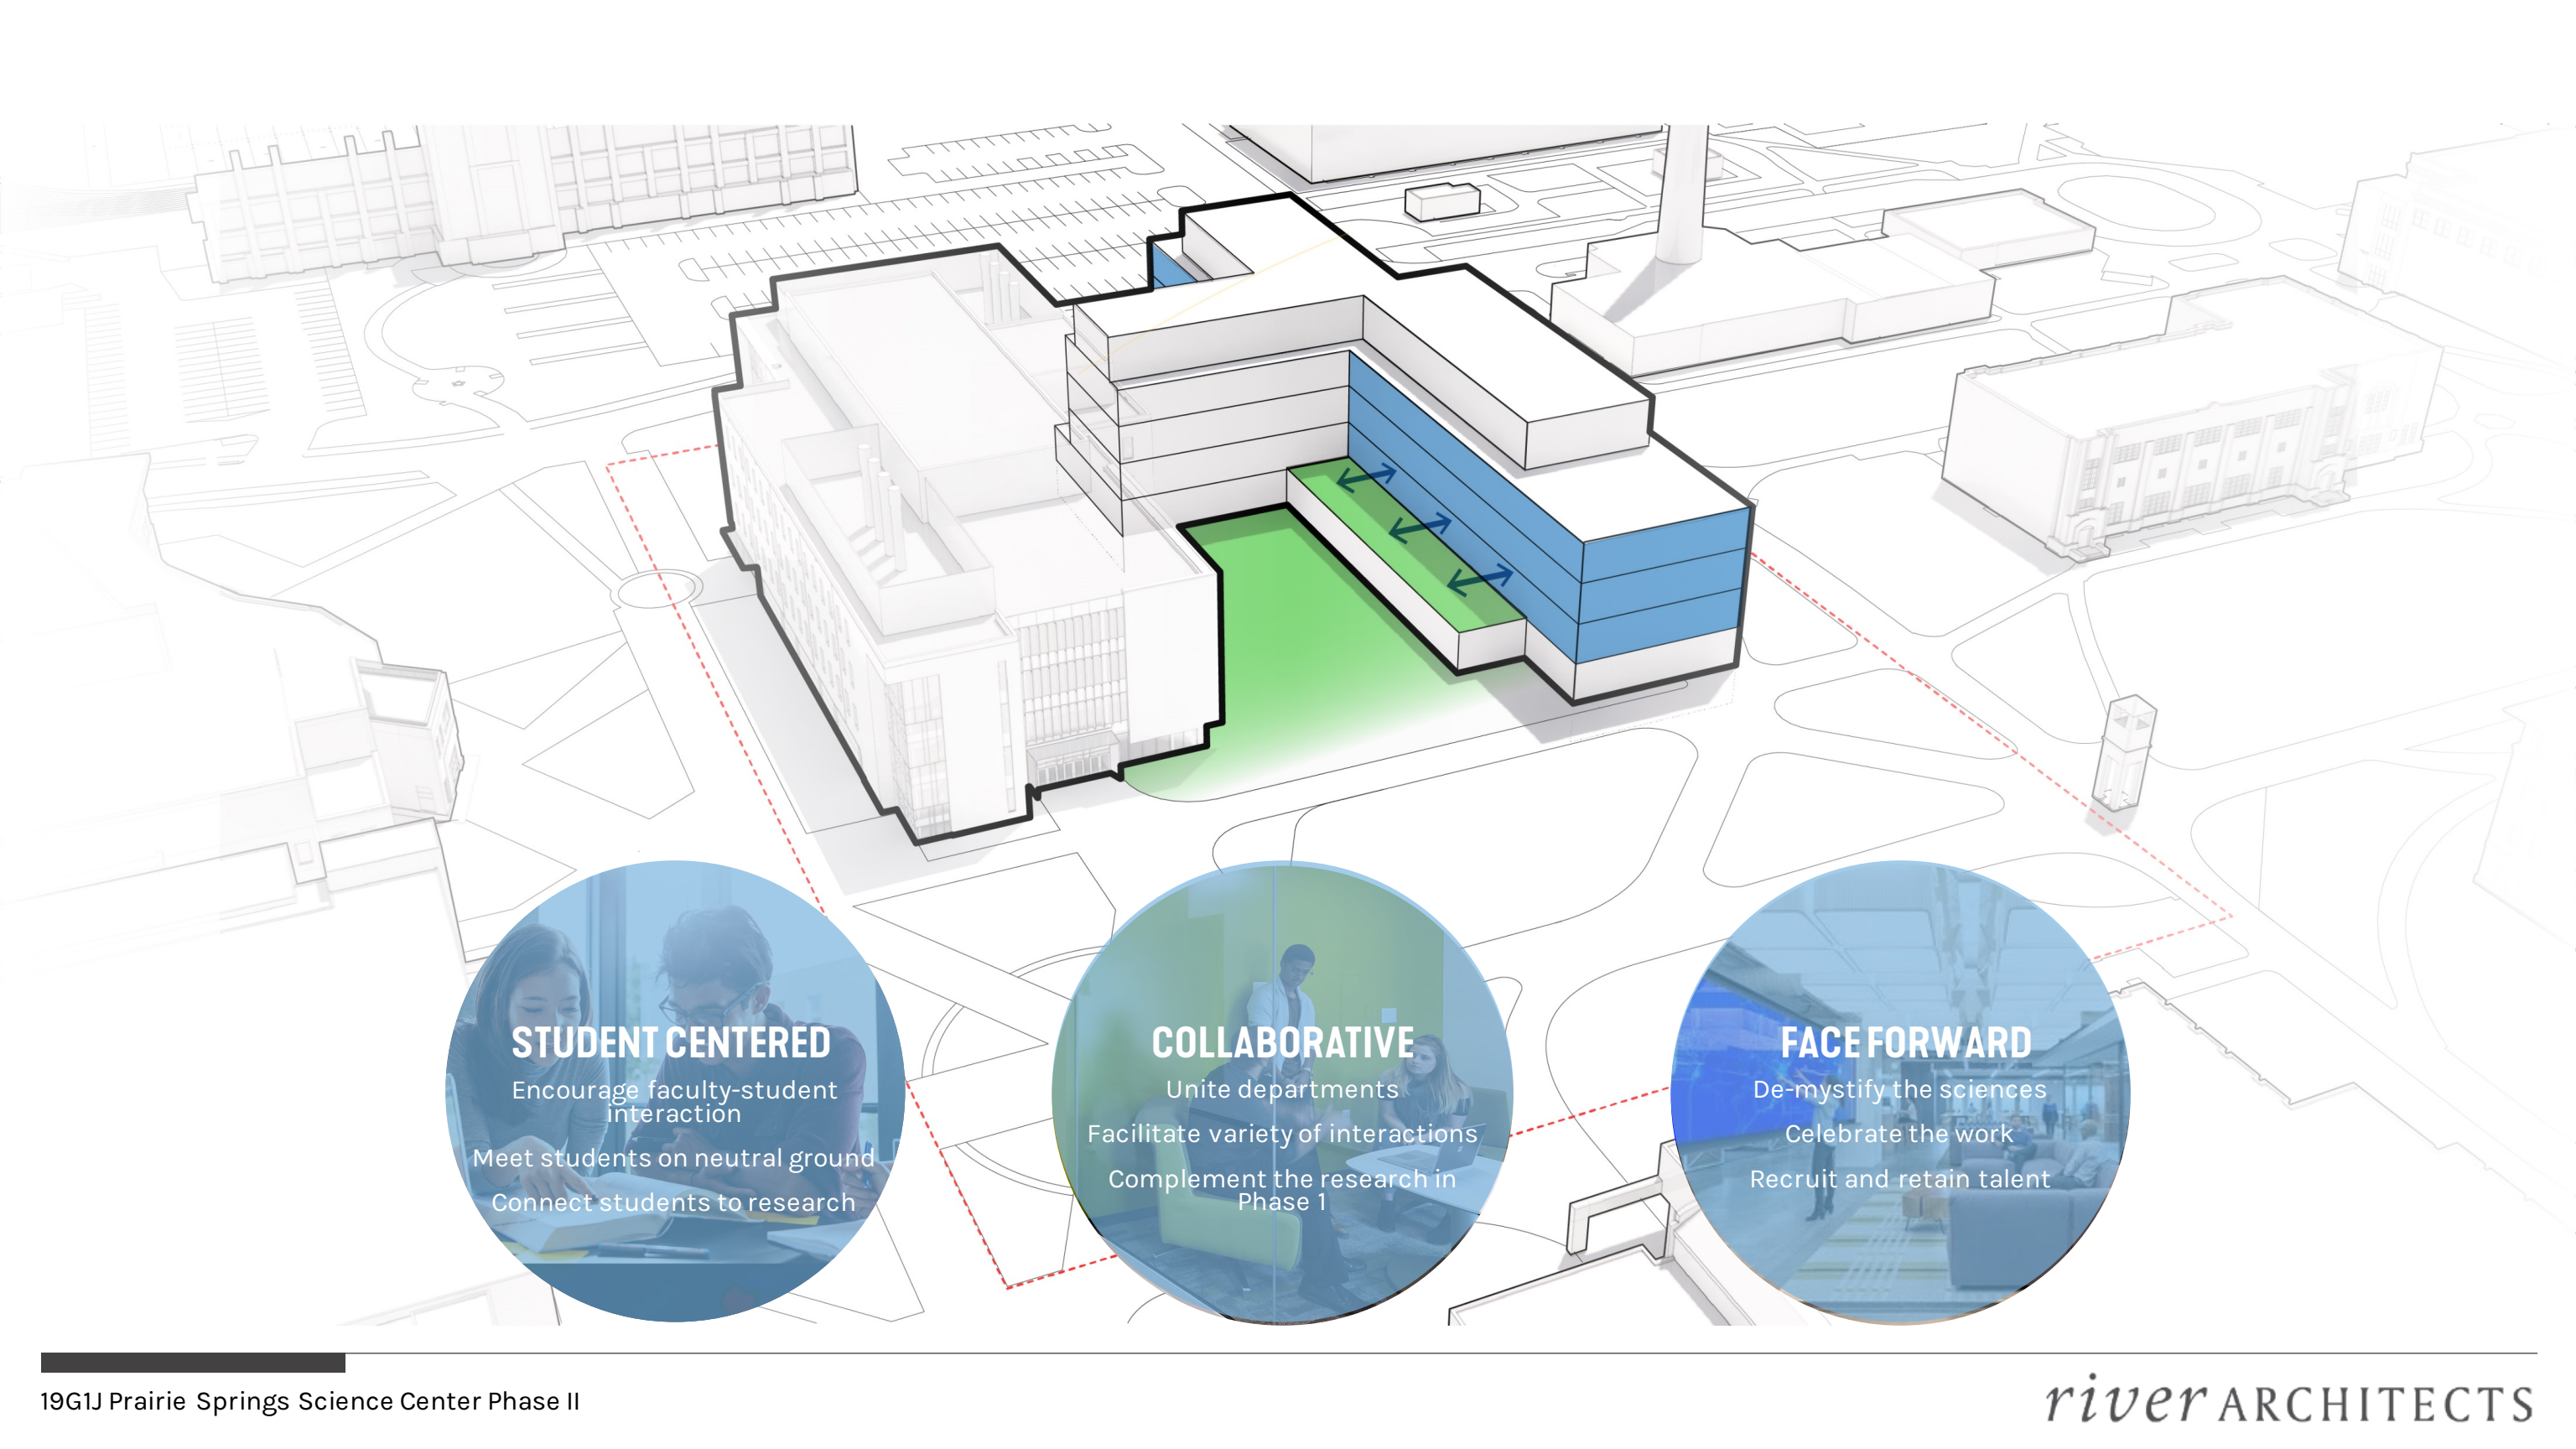 STUDENT CENTERED
Encourage faculty-student
interaction
Meet students on neutral ground
Connect students to research
COLLABORATIVE
Unite departments
Facilitate variety of interactions
Complement the research in
Phase 1
FACE FORWARD
De-mystify the sciences
Celebrate the work
Recruit and retain talent
19G1J Prairie Springs Science Center Phase II
river ARCHITECTS